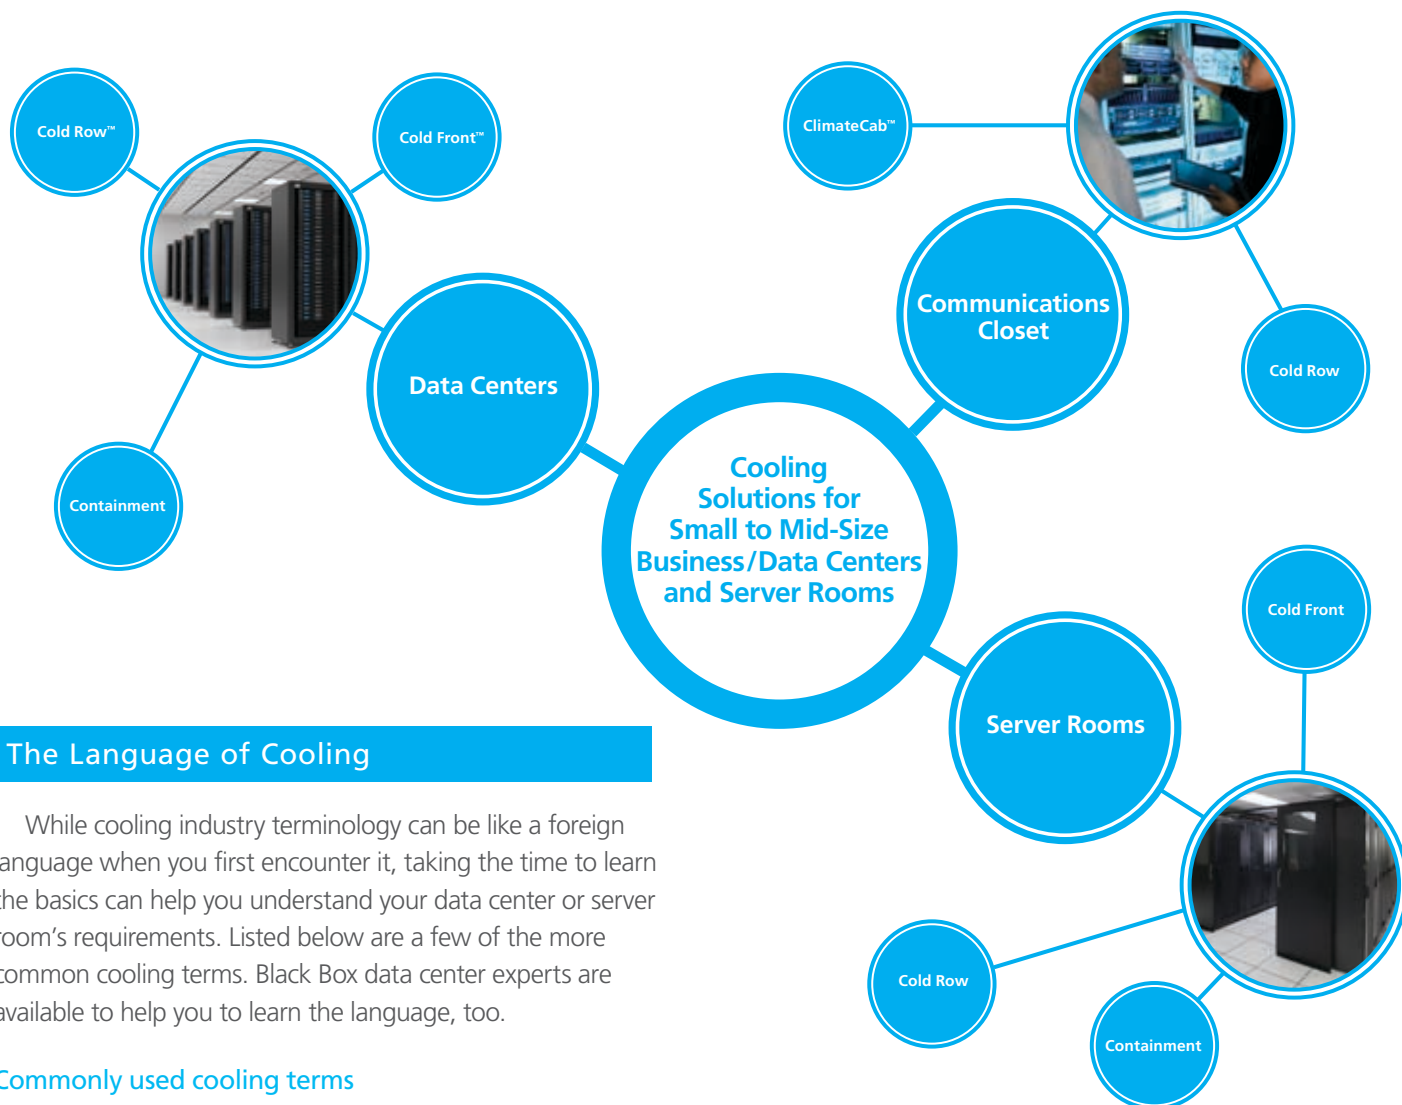 Cold Row™
Cold Front™
Data Centers
Containment
ClimateCab™
Communications
Closet
Cold Row
Cooling
Solutions for
Small to Mid-Size
Business/Data Centers
and Server Rooms
Cold Front
Server Rooms
Cold Row
Containment
The Language of Cooling
While cooling industry terminology can be like a foreign
language when you first encounter it, taking the time to learn
the basics can help you understand your data center or server
room’s requirements. Listed below are a few of the more
common cooling terms. Black Box data center experts are
available to help you to learn the language, too.
Commonly used cooling terms